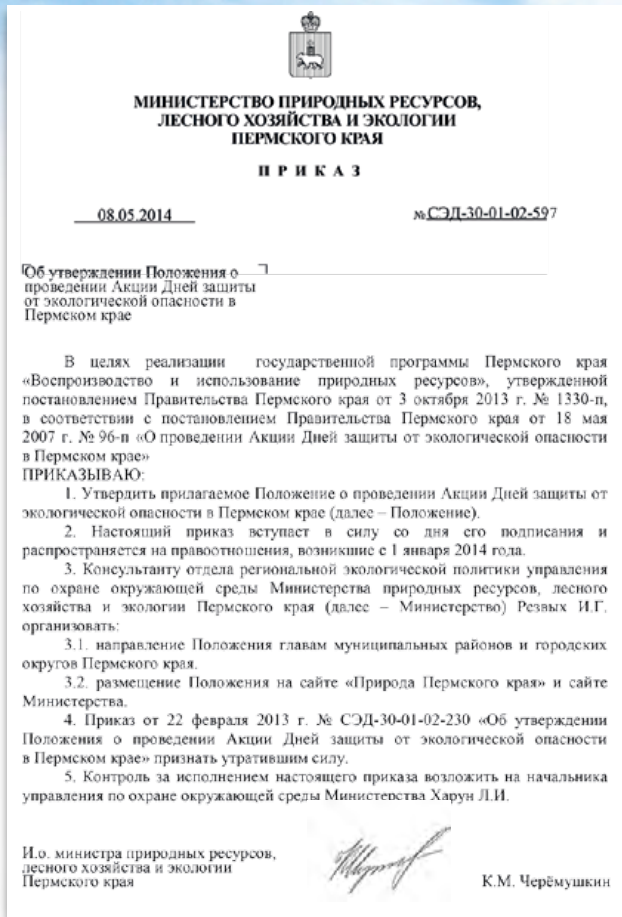 МИНИСТЕРСТВО ПРИРОДНЫХ РЕСУРСОВ,
ЛЕСНОГО ХОЗЯЙСТВА И ЭКОЛОГИИ
ПЕРМСКОГО КРАЯ
П Р И К А З
08.05.2014
№ СЭД-30-01-02-597
Об утверждении Положения о
проведении Акции Дней защиты
от экологической опасности в
Пермском крае
В целях реализации государственной программы Пермского края
«Воспроизводство и использование природных ресурсов», утвержденной
постановлением Правительства Пермского края от 3 октября 2013 г. № 1330-п,
в соответствии с постановлением Правительства Пермского края от 18 мая
2007 г. № 96-п «О проведении Акции Дней защиты от экологической опасности
в Пермском крае»
ПРИКАЗЫВАЮ:
1. Утвердить прилагаемое Положение о проведении Акции Дней защиты от
экологической опасности в Пермском крае (далее – Положение).
2. Настоящий приказ вступает в силу со дня его подписания и
распространяется на правоотношения, возникшие с 1 января 2014 года.
3. Консультанту отдела региональной экологической политики управления
по охране окружающей среды Министерства природных ресурсов, лесного
хозяйства и экологии Пермского края (далее – Министерство) Резвых И.Г.
организовать:
3.1. направление Положения главам муниципальных районов и городских
округов Пермского края.
3.2. размещение Положения на сайте «Природа Пермского края» и сайте
Министерства.
4. Приказ от 22 февраля 2013 г. № СЭД-30-01-02-230 «Об утверждении
Положения о проведении Акции Дней защиты от экологической опасности
в Пермском крае» признать утратившим силу.
5. Контроль за исполнением настоящего приказа возложить на начальника
управления по охране окружающей среды Министерства Харун Л.И.
И.о. министра природных ресурсов,
лесного хозяйства и экологии
Пермского края
К.М. Черёмушкин